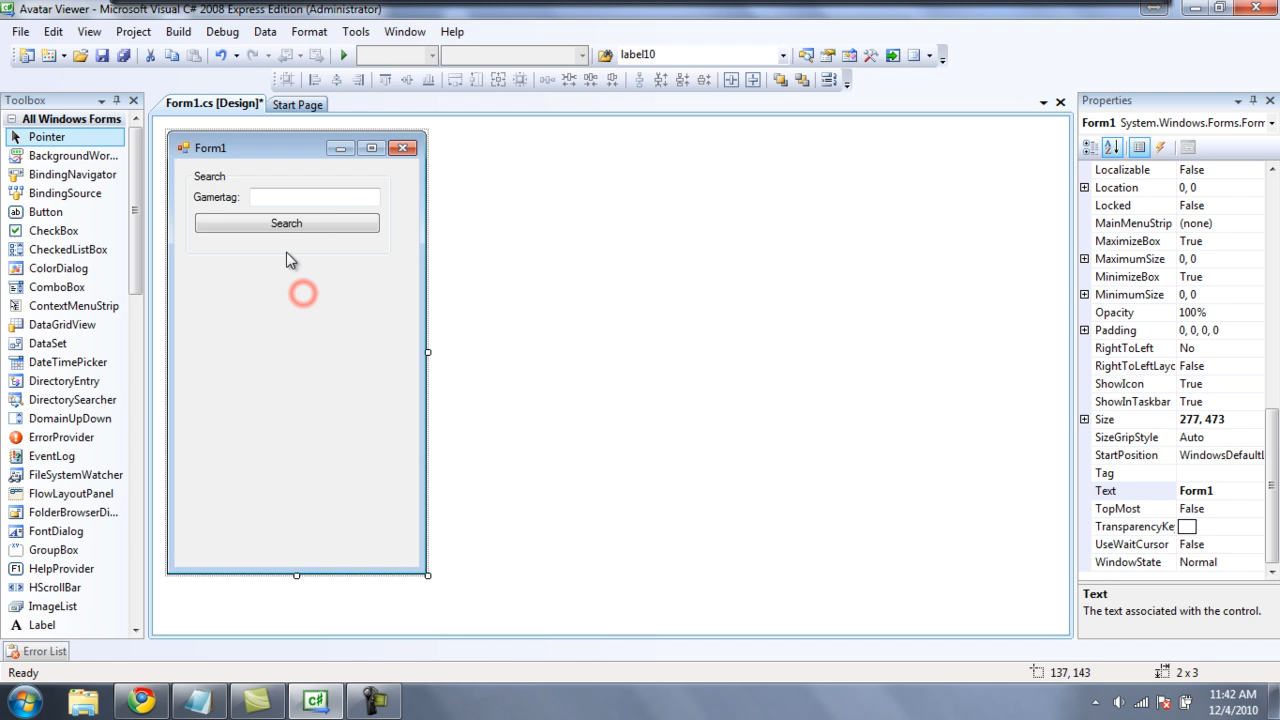 Avatar Viewer - Microsoft Visual C# 2008 Express Edition (Administrator)
File Edit View Project Build Debug Data Format Tools Window Help
label10
Toolbox
Form1.cs [Design]* Start Page
Properties
All Windows Forms
Form1 System.Windows.Forms.Form
Pointer
BackgroundWor...
BindingNavigator
BindingSource
Button
CheckBox
CheckedListBox
ColorDialog
ComboBox
ContextMenuStrip
DataGridView
DataSet
DateTimePicker
DirectoryEntry
DirectorySearcher
DomainUpDown
ErrorProvider
EventLog
FileSystemWatcher
FlowLayoutPanel
FolderBrowserDi...
FontDialog
GroupBox
HelpProvider
HScrollBar
ImageList
Label
Form1
Search
Gamertag:
Search
Localizable False
Location 0, 0
Locked False
MainMenuStrip (none)
MaximizeBox True
MaximumSize 0, 0
MinimizeBox True
MinimumSize 0, 0
Opacity 100%
Padding 0, 0, 0, 0
RightToLeft No
RightToLeftLayc False
ShowIcon True
ShowInTaskbar True
Size 277, 473
SizeGripStyle Auto
StartPosition WindowsDefaultL
Tag
Text Form1
TopMost False
TransparencyKe
UseWaitCursor False
WindowState Normal
Text
The text associated with the control.
Error List
Ready 137, 143 2 x 3
11:42 AM
12/4/2010